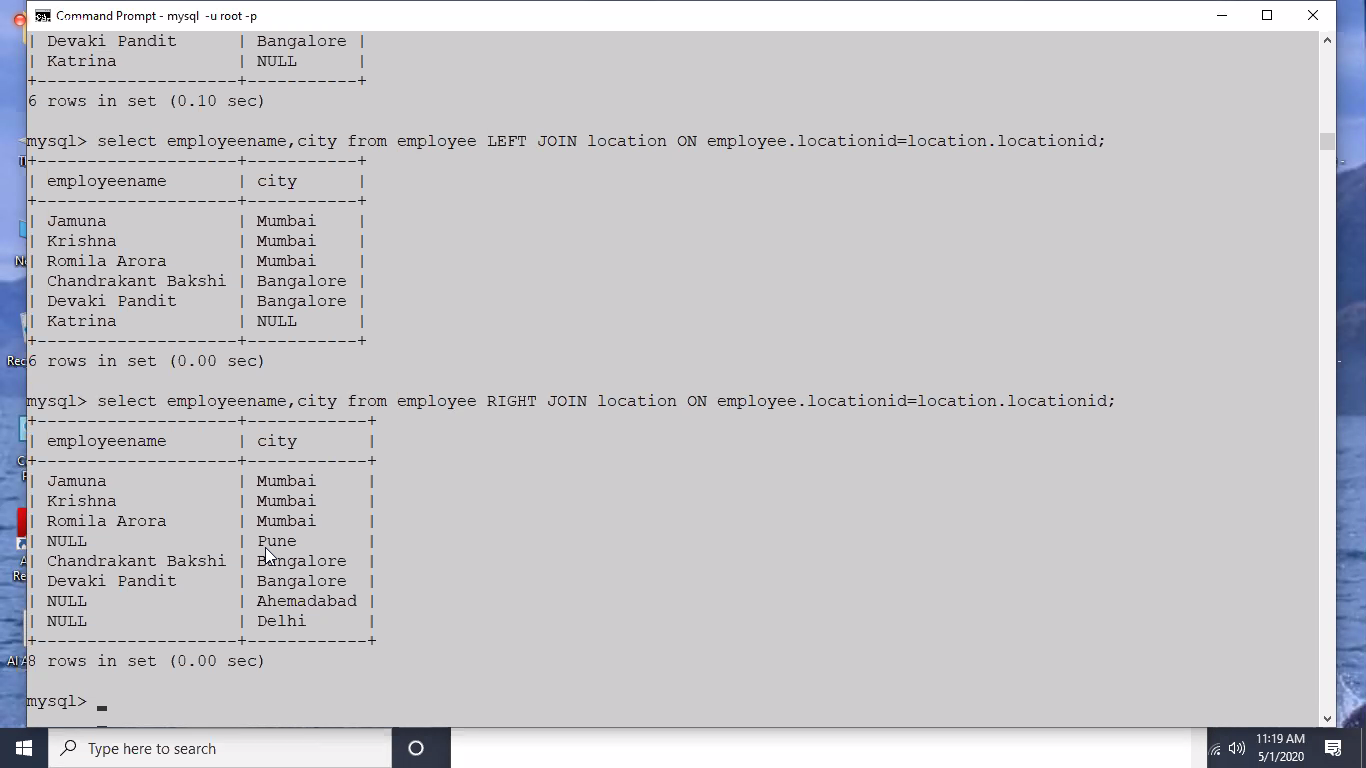 Command Prompt - mysql -u root -p
| Devaki Pandit | Bangalore |
| Katrina | NULL |
+--------------------+-----------+
6 rows in set (0.10 sec)
mysql> select employeename,city from employee LEFT JOIN location ON employee.locationid=location.locationid;
+--------------------+-----------+
| employeename | city |
+--------------------+-----------+
| Jamuna | Mumbai |
| Krishna | Mumbai |
| Romila Arora | Mumbai |
| Chandrakant Bakshi | Bangalore |
| Devaki Pandit | Bangalore |
| Katrina | NULL |
+--------------------+-----------+
6 rows in set (0.00 sec)
mysql> select employeename,city from employee RIGHT JOIN location ON employee.locationid=location.locationid;
+--------------------+------------+
| employeename | city |
+--------------------+------------+
| Jamuna | Mumbai |
| Krishna | Mumbai |
| Romila Arora | Mumbai |
| NULL | Pune |
| Chandrakant Bakshi | Bangalore |
| Devaki Pandit | Bangalore |
| NULL | Ahemadabad |
| NULL | Delhi |
+--------------------+------------+
8 rows in set (0.00 sec)
mysql>
Type here to search
11:19 AM
5/1/2020